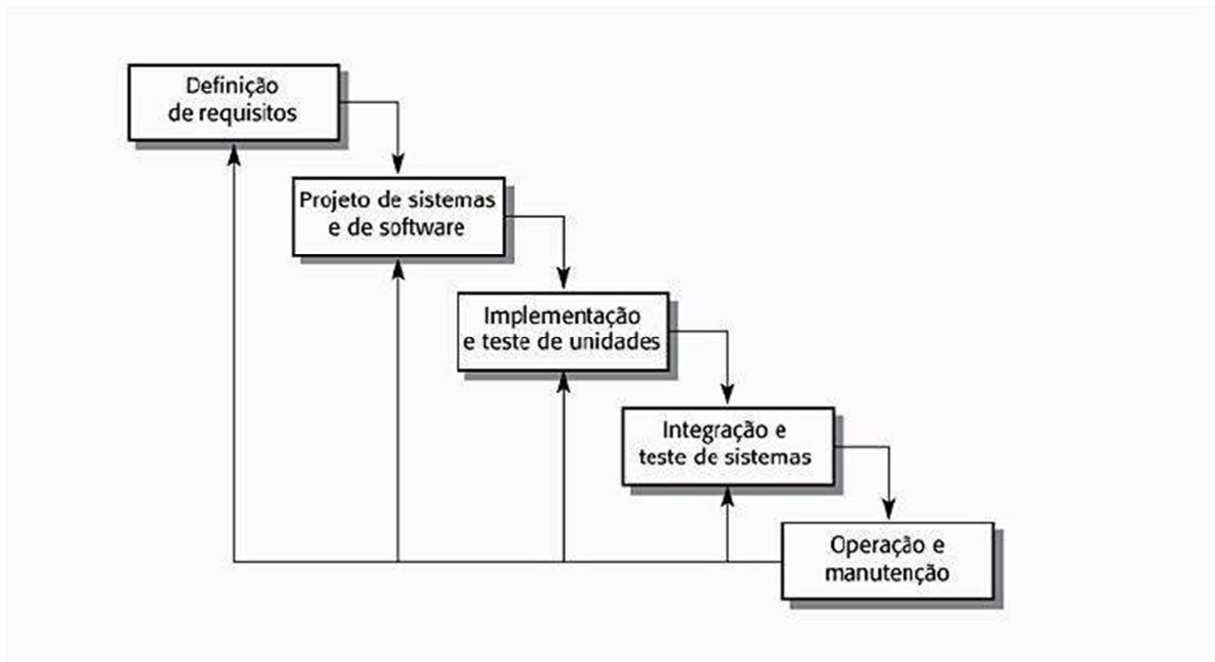 Definição
de requisitos
Projeto de sistemas
e de software
Implementação
e teste de unidades
Integração e
teste de sistemas
Operação e
manutenção